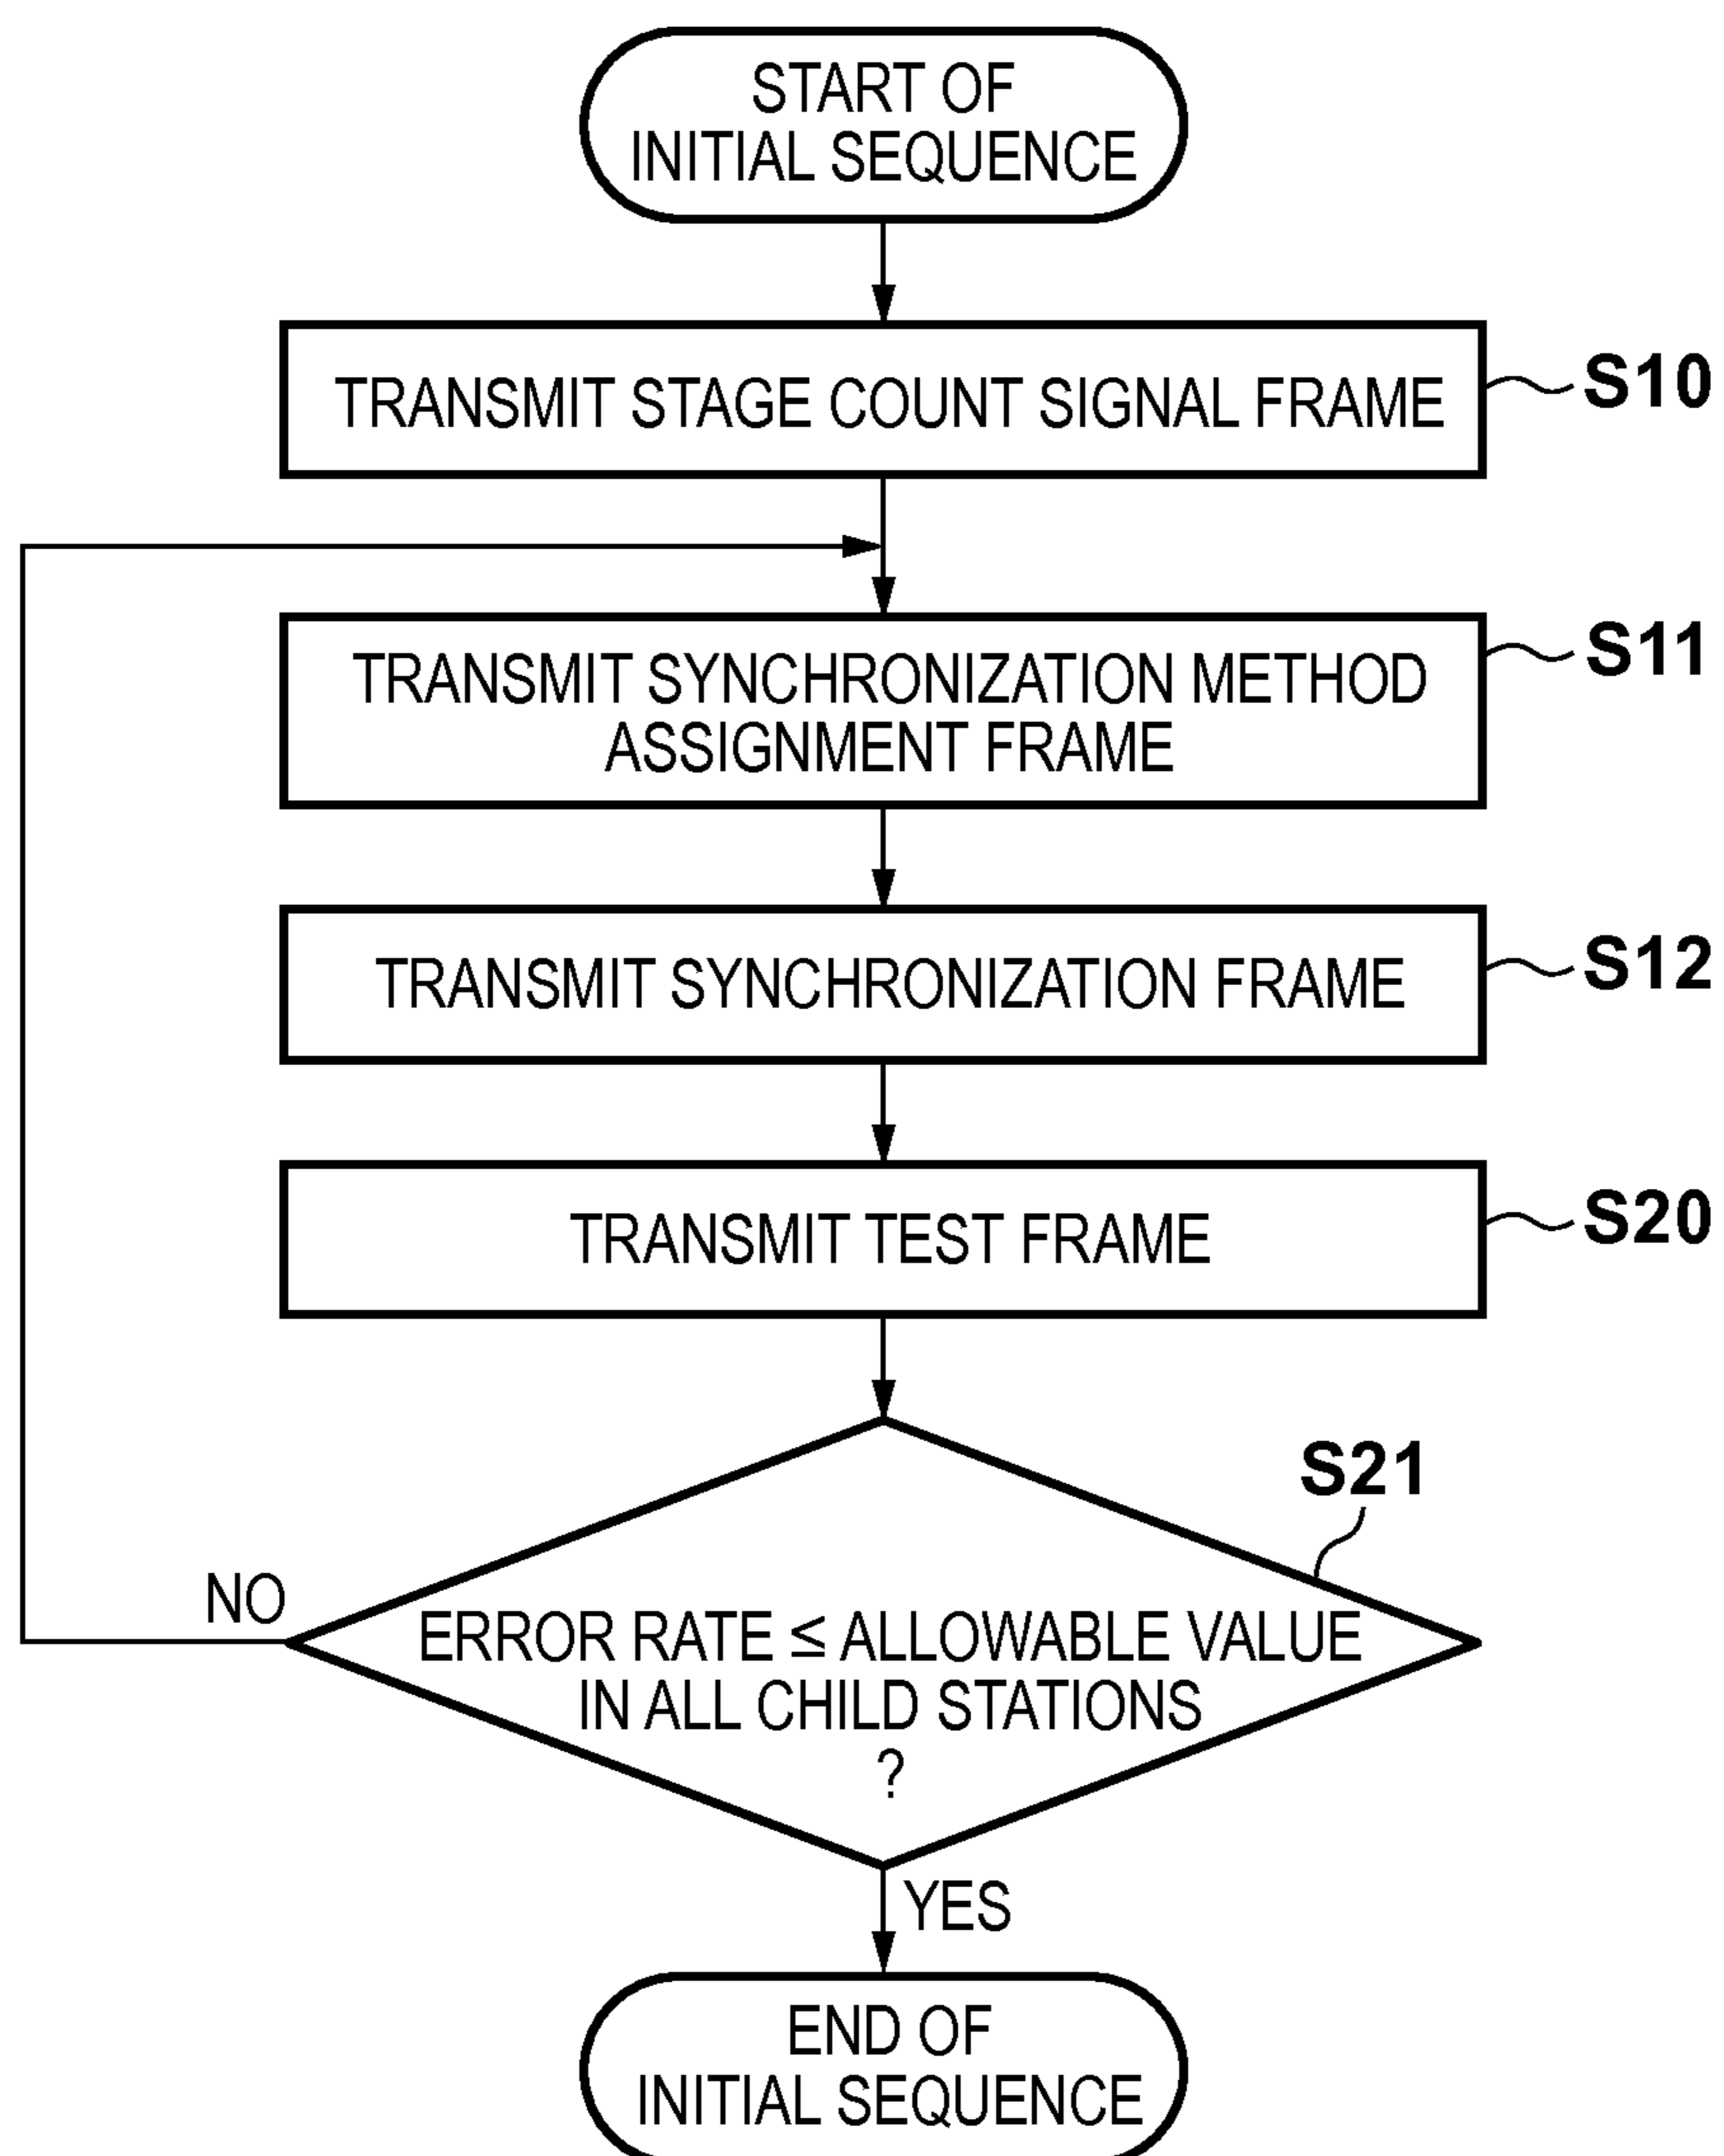 START OF
INITIAL SEQUENCE
TRANSMIT STAGE COUNT SIGNAL FRAME
S10
TRANSMIT SYNCHRONIZATION METHOD
ASSIGNMENT FRAME
S11
TRANSMIT SYNCHRONIZATION FRAME
S12
TRANSMIT TEST FRAME
S20
S21
NO
ERROR RATE ≤ ALLOWABLE VALUE
IN ALL CHILD STATIONS
?
YES
END OF
INITIAL SEQUENCE